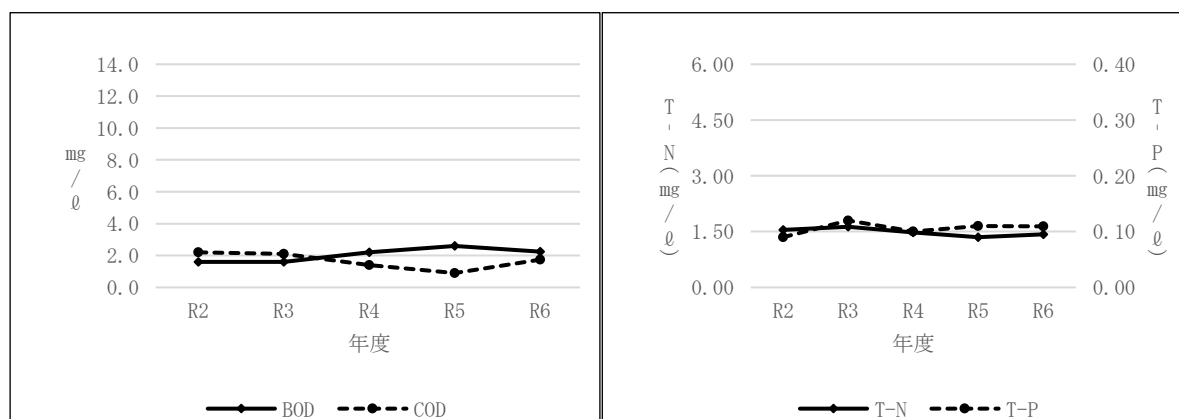 14.0
12.0
10.0
8.0
6.0
4.0
2.0
0.0
mg/ℓ
R2 R3 R4 R5 R6
年度
BOD COD
6.00
4.50
3.00
1.50
0.00
T-N(mg/ℓ)
0.40
0.30
0.20
0.10
0.00
T-P(mg/ℓ)
R2 R3 R4 R5 R6
年度
T-N T-P